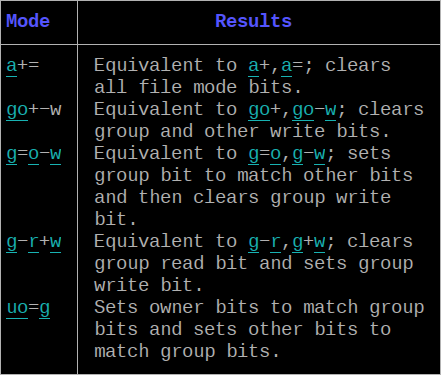 Mode Results
a+= Equivalent to a+,a=; clears
all file mode bits.
go+−w Equivalent to go+,go−w; clears
group and other write bits.
g=o−w Equivalent to g=o,g−w; sets
group bit to match other bits
and then clears group write
bit.
g−r+w Equivalent to g−r,g+w; clears
group read bit and sets group
write bit.
uo=g Sets owner bits to match group
bits and sets other bits to
match group bits.